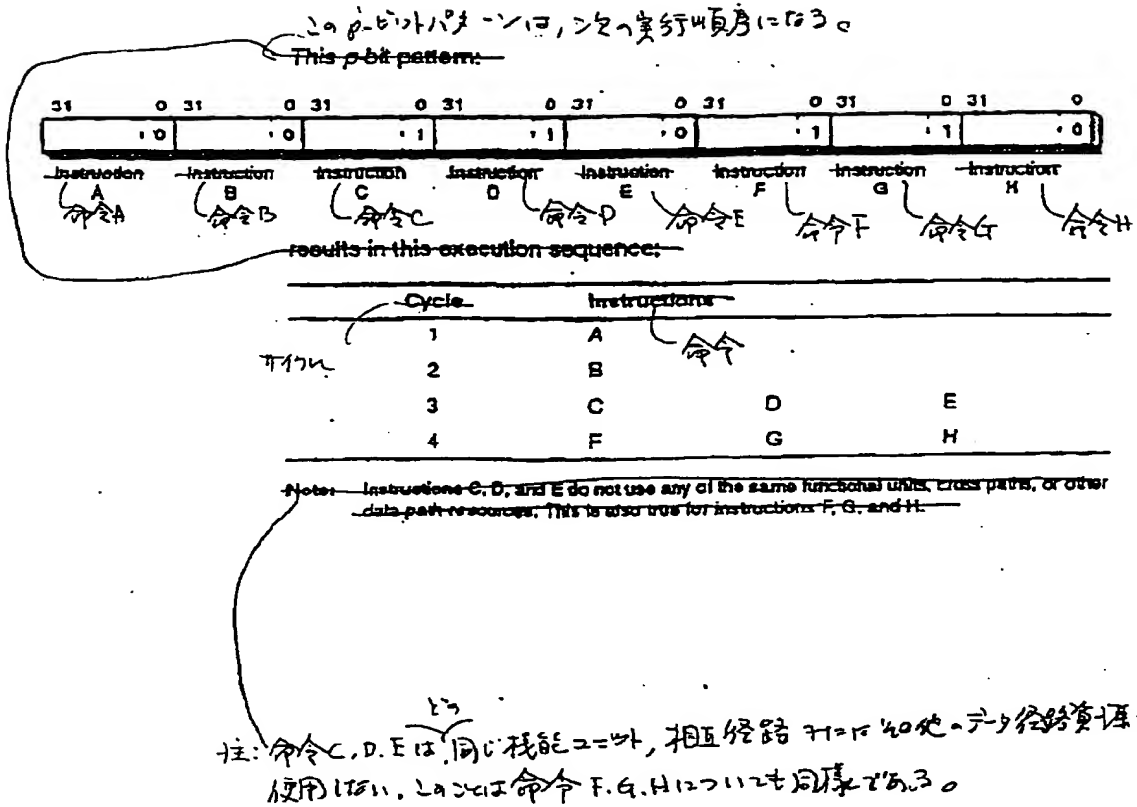 このp-ビットパターンは,次の実行順序になる。
This p-bit pattern:
31 0 31 0 31 0 31 0 31 0 31 0 31 0 31 0
0 0 1 1 0 1 1 0
Instruction Instruction Instruction Instruction Instruction Instruction Instruction Instruction
A B C D E F G H
命令A 命令B 命令C 命令D 命令E 命令F 命令G 命令H
results in this execution sequence:
Cycle Instructions
サイクル 命令
1 A
2 B
3 C D E
4 F G H
Note: Instructions C, D, and E do not use any of the same functional units, cross paths, or other
data path resources. This is also true for instructions F, G, and H.
どの
注: 命令C.D.Eは同じ機能ユニット,相互経路またはその他のデータ経路資源
使用しない.このことは命令F.G.Hについても同様である。